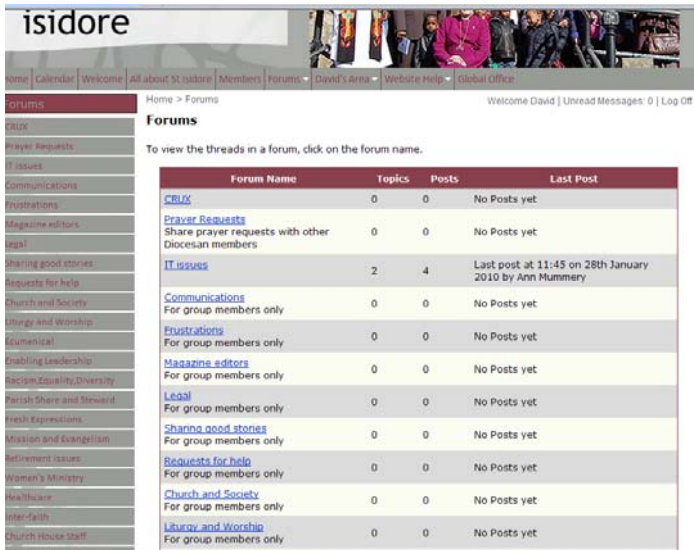 isidore
Home Calendar Welcome All about St Isidore Members Forums David's Area Website Help Global Office
Forums
CRUX
Prayer Requests
IT issues
Communications
Frustrations
Magazine editors
Legal
Sharing good stories
Requests for help
Church and Society
Liturgy and Worship
Ecumenical
Enabling Leadership
Racism,Equality,Diversity
Parish Share and Steward
Fresh Expressions
Mission and Evangelism
Retirement issues
Women's Ministry
Healthcare
Inter-faith
Church House Staff
Home > Forums
Welcome David | Unread Messages: 0 | Log Off
Forums
To view the threads in a forum, click on the forum name.
Forum Name Topics Posts Last Post
CRUX 0 0 No Posts yet
Prayer Requests
Share prayer requests with other
Diocesan members
0 0 No Posts yet
IT issues
2 4
Last post at 11:45 on 28th January
2010 by Ann Mummery
Communications
For group members only
0 0 No Posts yet
Frustrations
For group members only
0 0 No Posts yet
Magazine editors
For group members only
0 0 No Posts yet
Legal
For group members only
0 0 No Posts yet
Sharing good stories
For group members only
0 0 No Posts yet
Requests for help
For group members only
0 0 No Posts yet
Church and Society
For group members only
0 0 No Posts yet
Liturgy and Worship
For group members only
0 0 No Posts yet